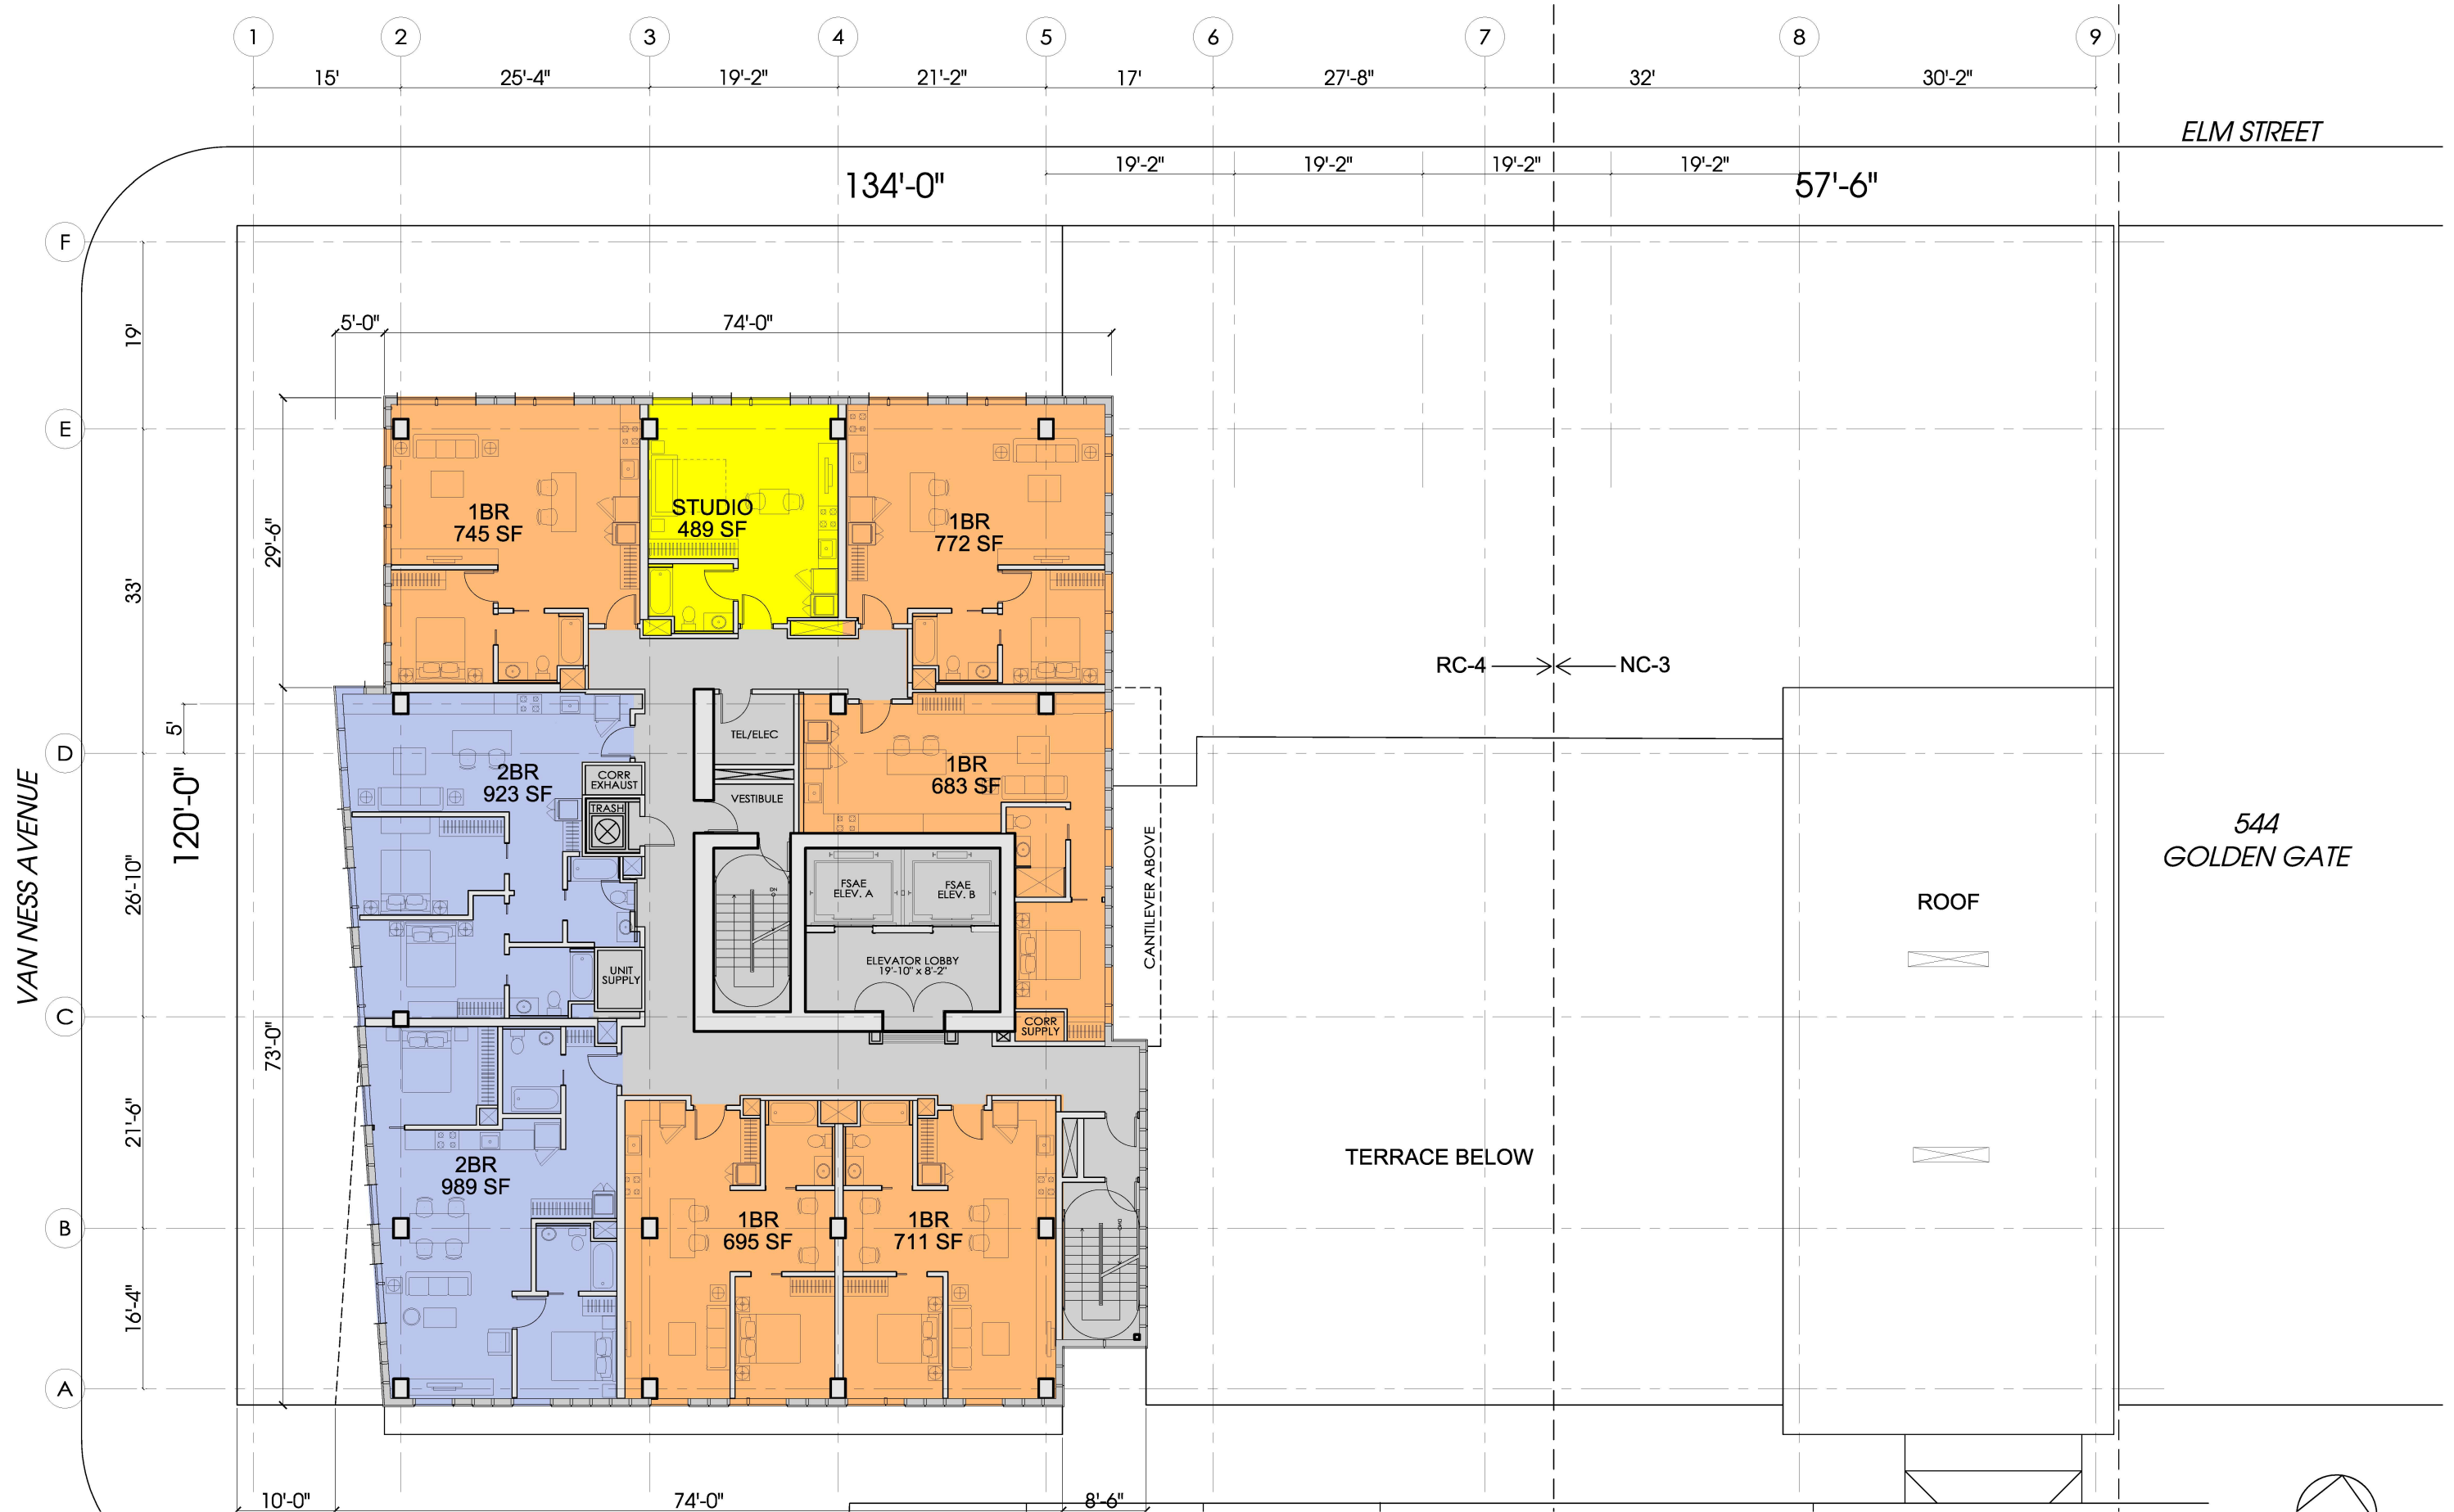 1 2 3 4 5 6 7 8 9
15' 25'-4" 19'-2" 21'-2" 17' 27'-8" 32' 30'-2"
ELM STREET
19'-2" 19'-2" 19'-2" 19'-2"
134'-0" 57'-6"
F
19'
5'-0" 74'-0"
E
1BR
745 SF
STUDIO
489 SF
1BR
772 SF
29'-6"
33'
RC-4 NC-3
5'
D
TEL/ELEC
VESTIBULE
CORR
EXHAUST
TRASH
2BR
923 SF
1BR
683 SF
120'-0"
VAN NESS AVENUE
544
GOLDEN GATE
CANTILEVER ABOVE
26'-10"
FSAE
ELEV. A
FSAE
ELEV. B
DN
ROOF
ELEVATOR LOBBY
19'-10" x 8'-2"
UNIT
SUPPLY
C
CORR
SUPPLY
73'-0"
21'-6"
TERRACE BELOW
2BR
989 SF
B
1BR
695 SF
1BR
711 SF
16'-4"
A
10'-0" 74'-0" 8'-6"